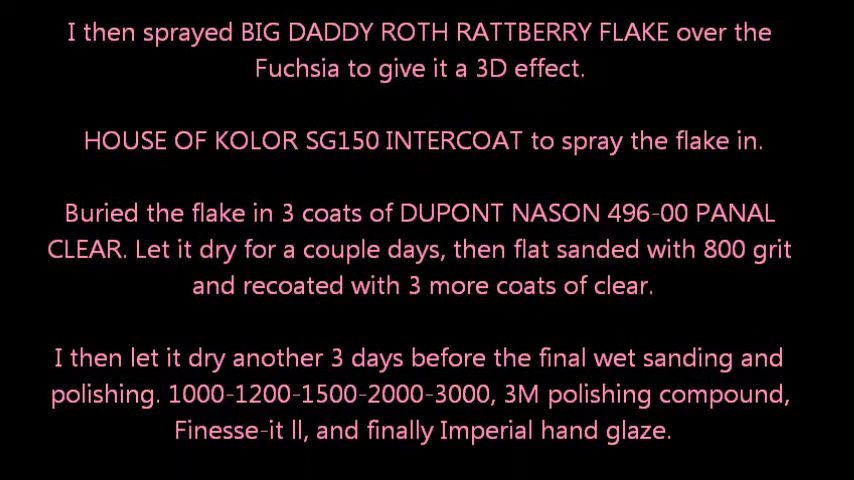 I then sprayed BIG DADDY ROTH RATTBERRY FLAKE over the
Fuchsia to give it a 3D effect.
HOUSE OF KOLOR SG150 INTERCOAT to spray the flake in.
Buried the flake in 3 coats of DUPONT NASON 496-00 PANAL
CLEAR. Let it dry for a couple days, then flat sanded with 800 grit
and recoated with 3 more coats of clear.
I then let it dry another 3 days before the final wet sanding and
polishing. 1000-1200-1500-2000-3000, 3M polishing compound,
Finesse-it ll, and finally Imperial hand glaze.